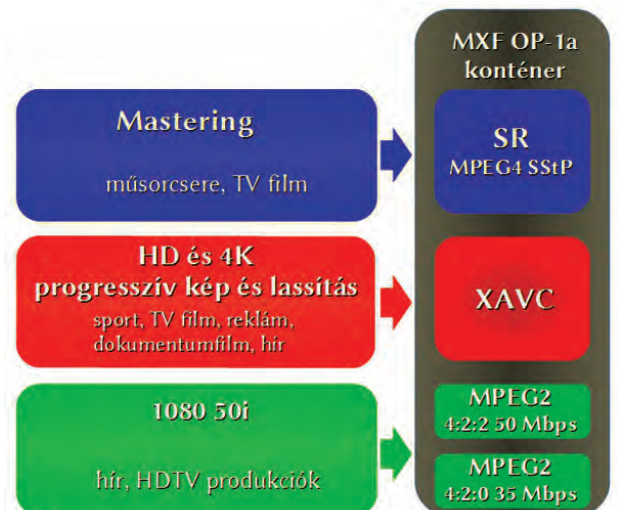 MXF OP-1a
konténer
Mastering
műsorcsere, TV film
SR
MPEG4 SStP
HD és 4K
progresszív kép és lassítás
sport, TV film, reklám,
dokumentumfilm, hír
XAVC
1080 50i
hír, HDTV produkciók
MPEG2
4:2:2 50 Mbps
MPEG2
4:2:0 35 Mbps